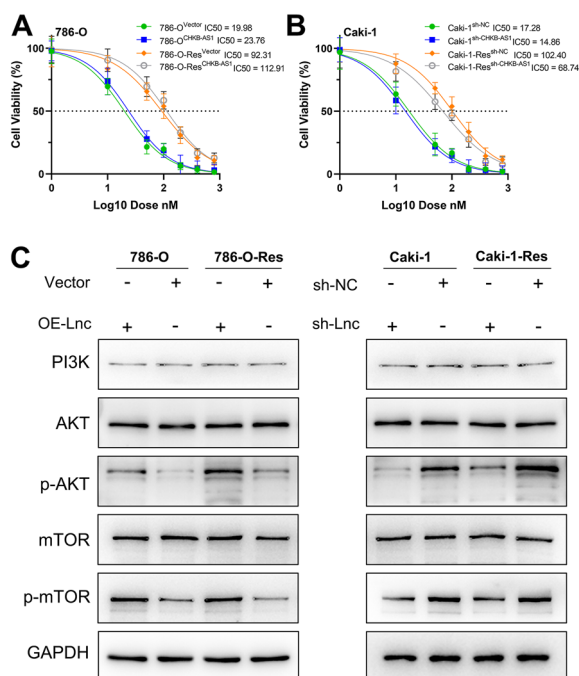 A
786-O
786-O^Vector IC50 = 19.98
786-O^CHKB-AS1 IC50 = 23.76
786-O-Res^Vector IC50 = 92.31
786-O-Res^CHKB-AS1 IC50 = 112.91
Cell Viability (%)
100
50
0
0 1 2 3
Log10 Dose nM
B
Caki-1
Caki-1^sh-NC IC50 = 17.28
Caki-1^sh-CHKB-AS1 IC50 = 14.86
Caki-1-Res^sh-NC IC50 = 102.40
Caki-1-Res^sh-CHKB-AS1 IC50 = 68.74
Cell Viability (%)
100
50
0
0 1 2 3
Log10 Dose nM
C
786-O 786-O-Res Caki-1 Caki-1-Res
Vector - + - + sh-NC - + - +
OE-Lnc + - + - sh-Lnc + - + -
PI3K
AKT
p-AKT
mTOR
p-mTOR
GAPDH